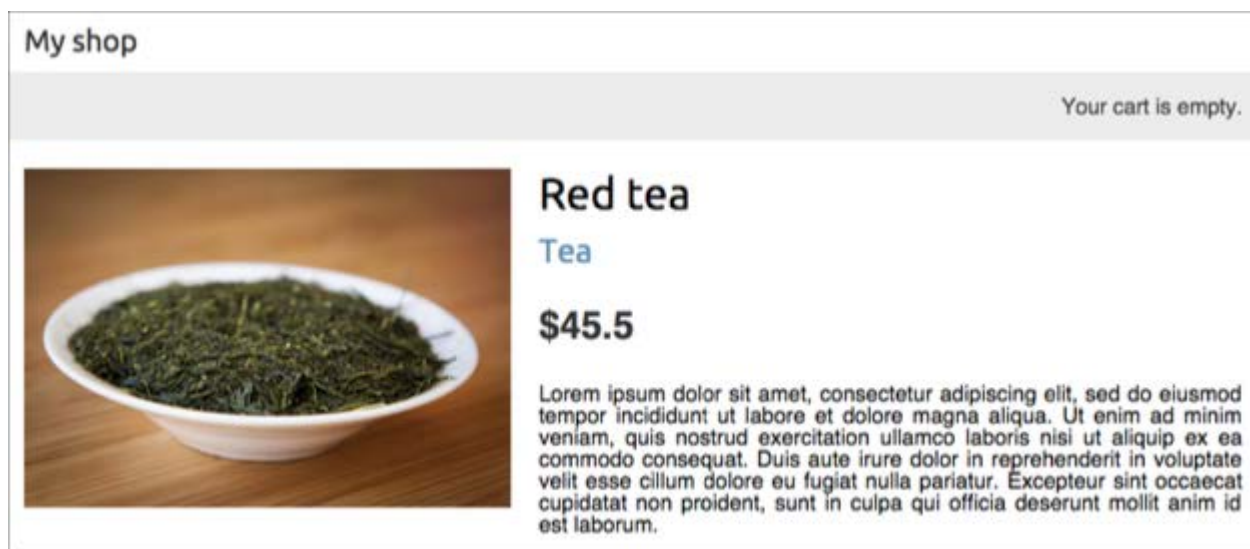 My shop
Your cart is empty.
Red tea
Tea
$45.5
Lorem ipsum dolor sit amet, consectetur adipiscing elit, sed do eiusmod
tempor incididunt ut labore et dolore magna aliqua. Ut enim ad minim
veniam, quis nostrud exercitation ullamco laboris nisi ut aliquip ex ea
commodo consequat. Duis aute irure dolor in reprehenderit in voluptate
velit esse cillum dolore eu fugiat nulla pariatur. Excepteur sint occaecat
cupidatat non proident, sunt in culpa qui officia deserunt mollit anim id
est laborum.